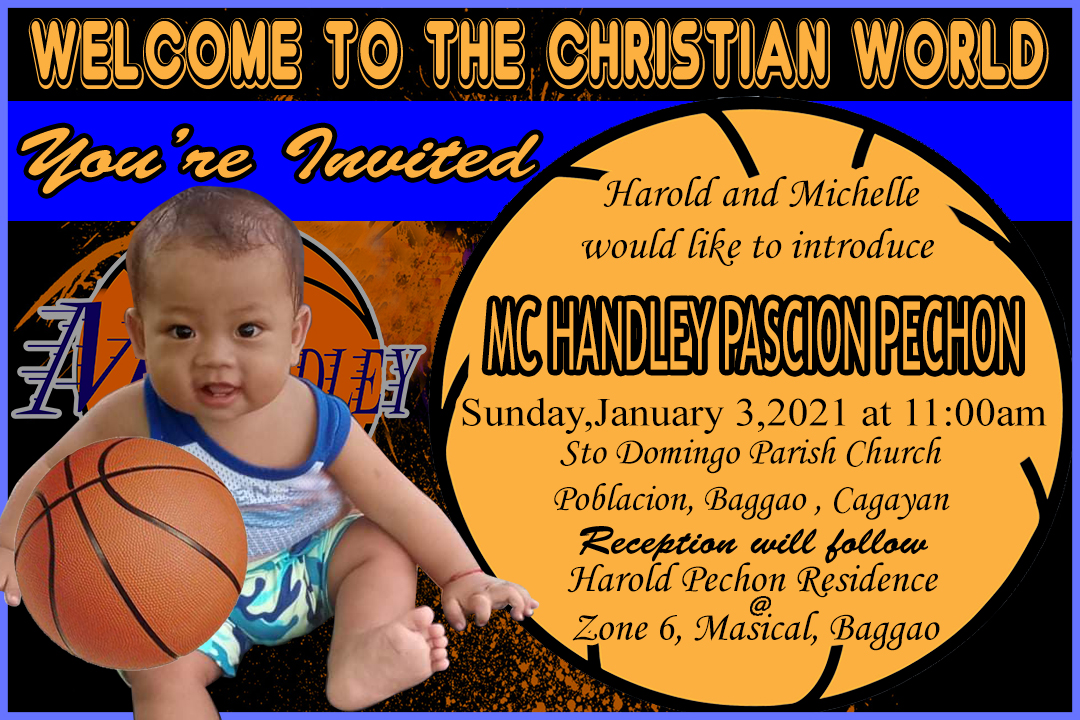 WELCOME TO THE CHRISTIAN WORLD
You're Invited
Harold and Michelle
would like to introduce
MC HANDLEY PASCION PECHON
Sunday,January 3,2021 at 11:00am
Sto Domingo Parish Church
Poblacion, Baggao , Cagayan
Reception will follow
Harold Pechon Residence
@
Zone 6, Masical, Baggao